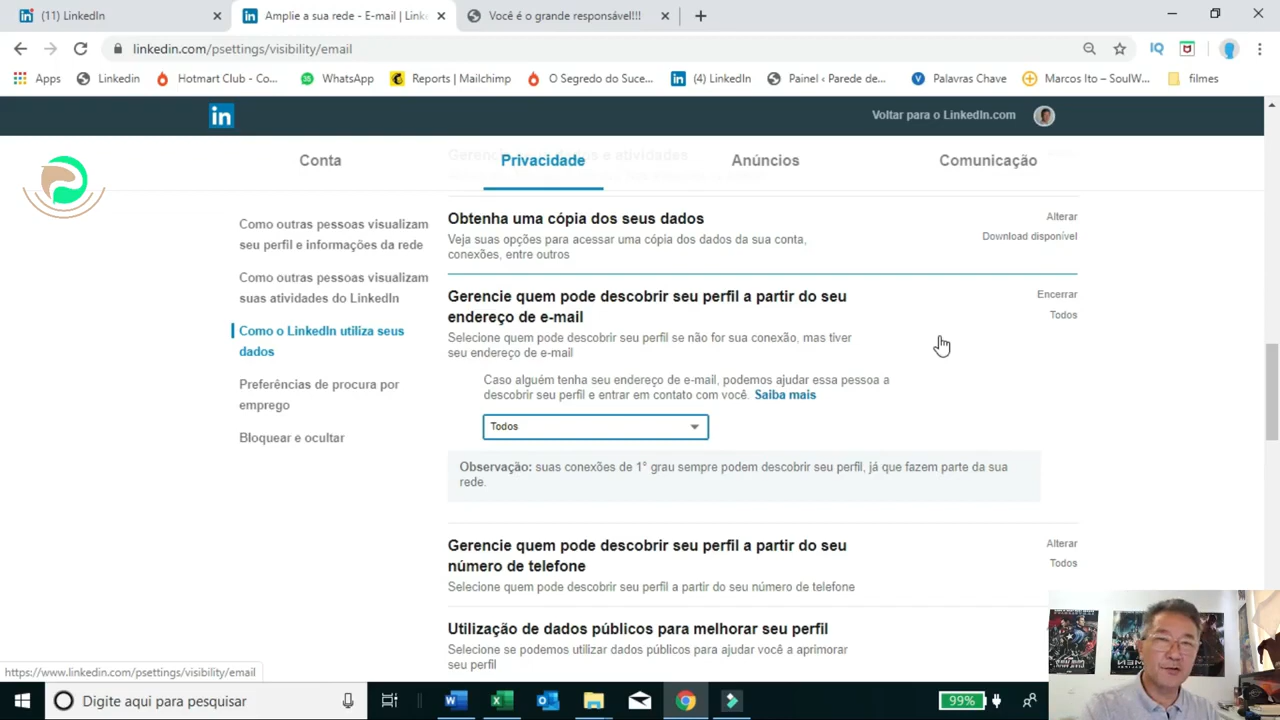 (11) LinkedIn
Amplie a sua rede - E-mail | Link
Você é o grande responsável!!!
linkedin.com/psettings/visibility/email
Apps
Linkedin
Hotmart Club - Co...
WhatsApp
Reports | Mailchimp
O Segredo do Suce...
(4) LinkedIn
Painel ‹ Parede de...
Palavras Chave
Marcos Ito – SoulW...
filmes
in
Voltar para o LinkedIn.com
Conta
Privacidade
Anúncios
Comunicação
Como outras pessoas visualizam
seu perfil e informações da rede
Como outras pessoas visualizam
suas atividades do LinkedIn
Como o LinkedIn utiliza seus
dados
Preferências de procura por
emprego
Bloquear e ocultar
Obtenha uma cópia dos seus dados
Alterar
Veja suas opções para acessar uma cópia dos dados da sua conta,
conexões, entre outros
Download disponível
Gerencie quem pode descobrir seu perfil a partir do seu
endereço de e-mail
Encerrar
Todos
Selecione quem pode descobrir seu perfil se não for sua conexão, mas tiver
seu endereço de e-mail
Caso alguém tenha seu endereço de e-mail, podemos ajudar essa pessoa a
descobrir seu perfil e entrar em contato com você. Saiba mais
Todos
Observação: suas conexões de 1° grau sempre podem descobrir seu perfil, já que fazem parte da sua
rede.
Gerencie quem pode descobrir seu perfil a partir do seu
número de telefone
Alterar
Todos
Selecione quem pode descobrir seu perfil a partir do seu número de telefone
Utilização de dados públicos para melhorar seu perfil
Selecione se podemos utilizar dados públicos para ajudar você a aprimorar
seu perfil
https://www.linkedin.com/psettings/visibility/email
Digite aqui para pesquisar
99%